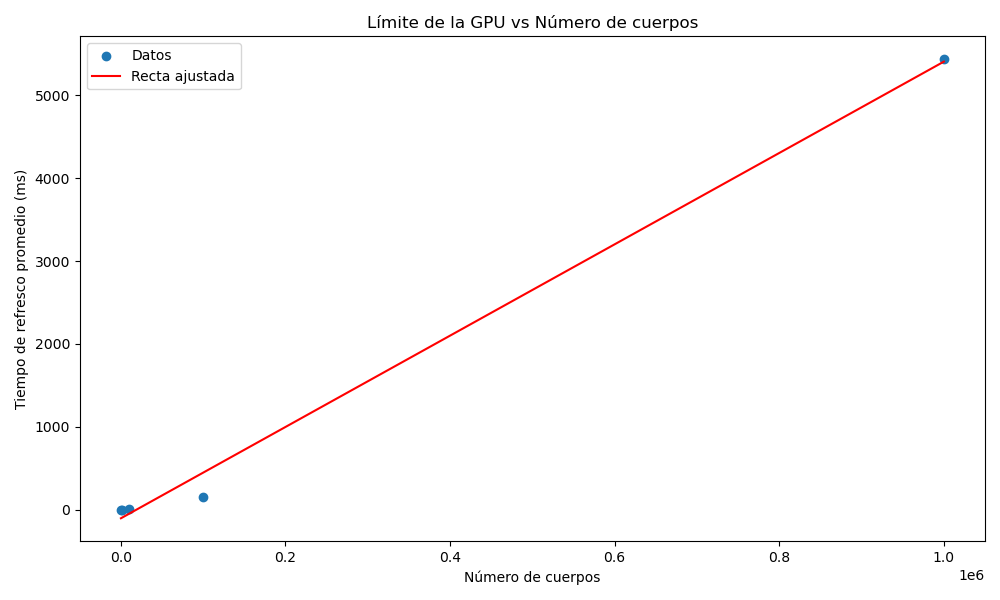 Límite de la GPU vs Número de cuerpos
Datos
Recta ajustada
Tiempo de refresco promedio (ms)
5000
4000
3000
2000
1000
0
0.0
0.2
0.4
0.6
0.8
1.0
1e6
Número de cuerpos